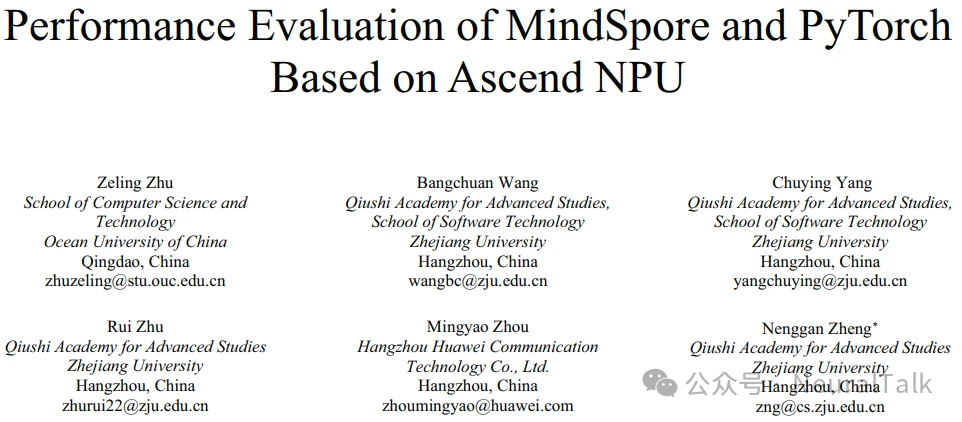 Performance Evaluation of MindSpore and PyTorch
Based on Ascend NPU
Zeling Zhu
School of Computer Science and
Technology
Ocean University of China
Qingdao, China
zhuzeling@stu.ouc.edu.cn
Bangchuan Wang
Qiushi Academy for Advanced Studies,
School of Software Technology
Zhejiang University
Hangzhou, China
wangbc@zju.edu.cn
Chuying Yang
Qiushi Academy for Advanced Studies,
School of Software Technology
Zhejiang University
Hangzhou, China
yangchuying@zju.edu.cn
Rui Zhu
Qiushi Academy for Advanced Studies
Zhejiang University
Hangzhou, China
zhurui22@zju.edu.cn
Mingyao Zhou
Hangzhou Huawei Communication
Technology Co., Ltd.
Hangzhou, China
zhoumingyao@huawei.com
Nenggan Zheng*
Qiushi Academy for Advanced Studies
Zhejiang University
Hangzhou, China
zng@cs.zju.edu.cn
公众号 · NeuralTalk